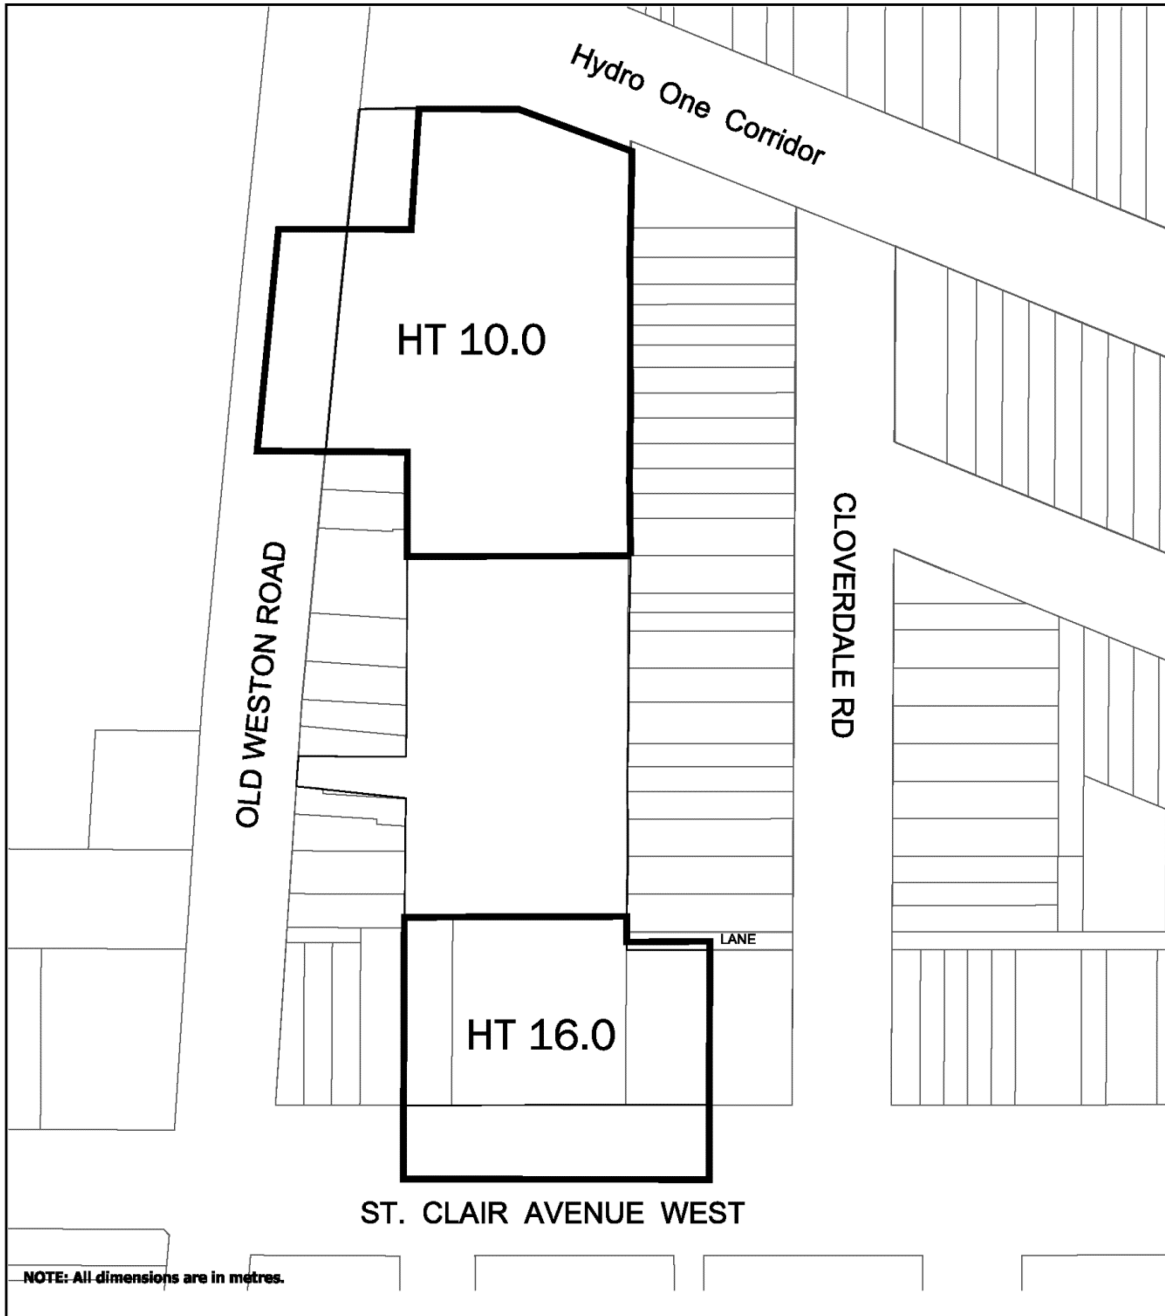 Hydro One Corridor
HT 10.0
CLOVERDALE RD
OLD WESTON ROAD
LANE
HT 16.0
ST. CLAIR AVENUE WEST
NOTE: All dimensions are in metres.